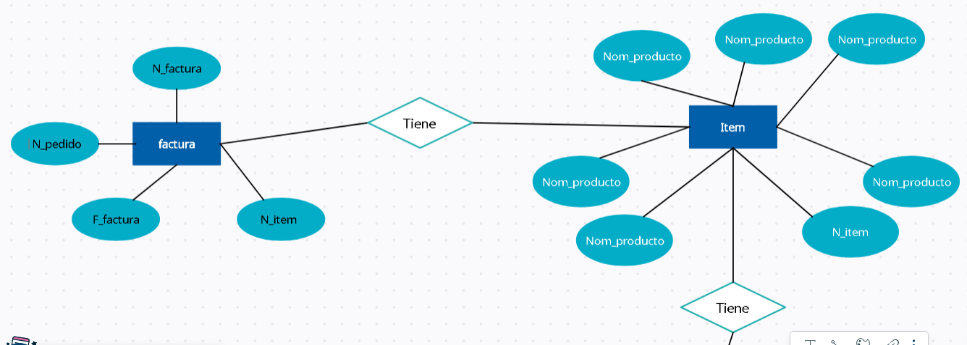 Nom_producto
Nom_producto
Nom_producto
N_factura
Tiene
Item
N_pedido
factura
Nom_producto
Nom_producto
F_factura
N_item
N_item
Nom_producto
Tiene